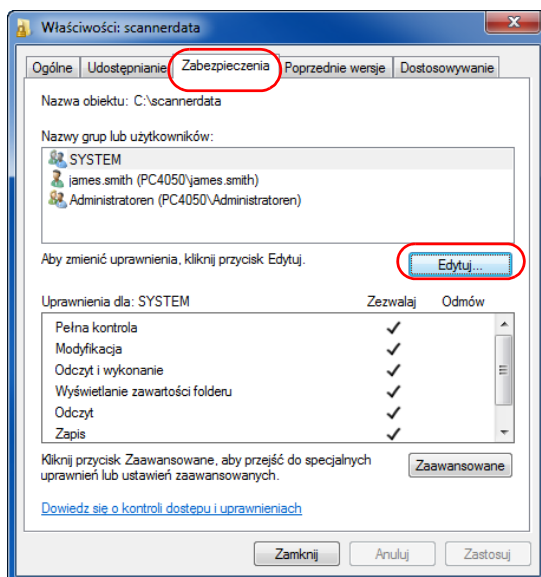 Właściwości: scannerdata
Ogólne Udostępnianie Zabezpieczenia Poprzednie wersje Dostosowywanie
Nazwa obiektu: C:\scannerdata
Nazwy grup lub użytkowników:
SYSTEM
james.smith (PC4050\james.smith)
Administratoren (PC4050\Administratoren)
Aby zmienić uprawnienia, kliknij przycisk Edytuj.
Edytuj...
Uprawnienia dla: SYSTEM Zezwalaj Odmów
Pełna kontrola
Modyfikacja
Odczyt i wykonanie
Wyświetlanie zawartości folderu
Odczyt
Zapis
Kliknij przycisk Zaawansowane, aby przejść do specjalnych
uprawnień lub ustawień zaawansowanych.
Zaawansowane
Dowiedz się o kontroli dostępu i uprawnieniach
Zamknij Anuluj Zastosuj